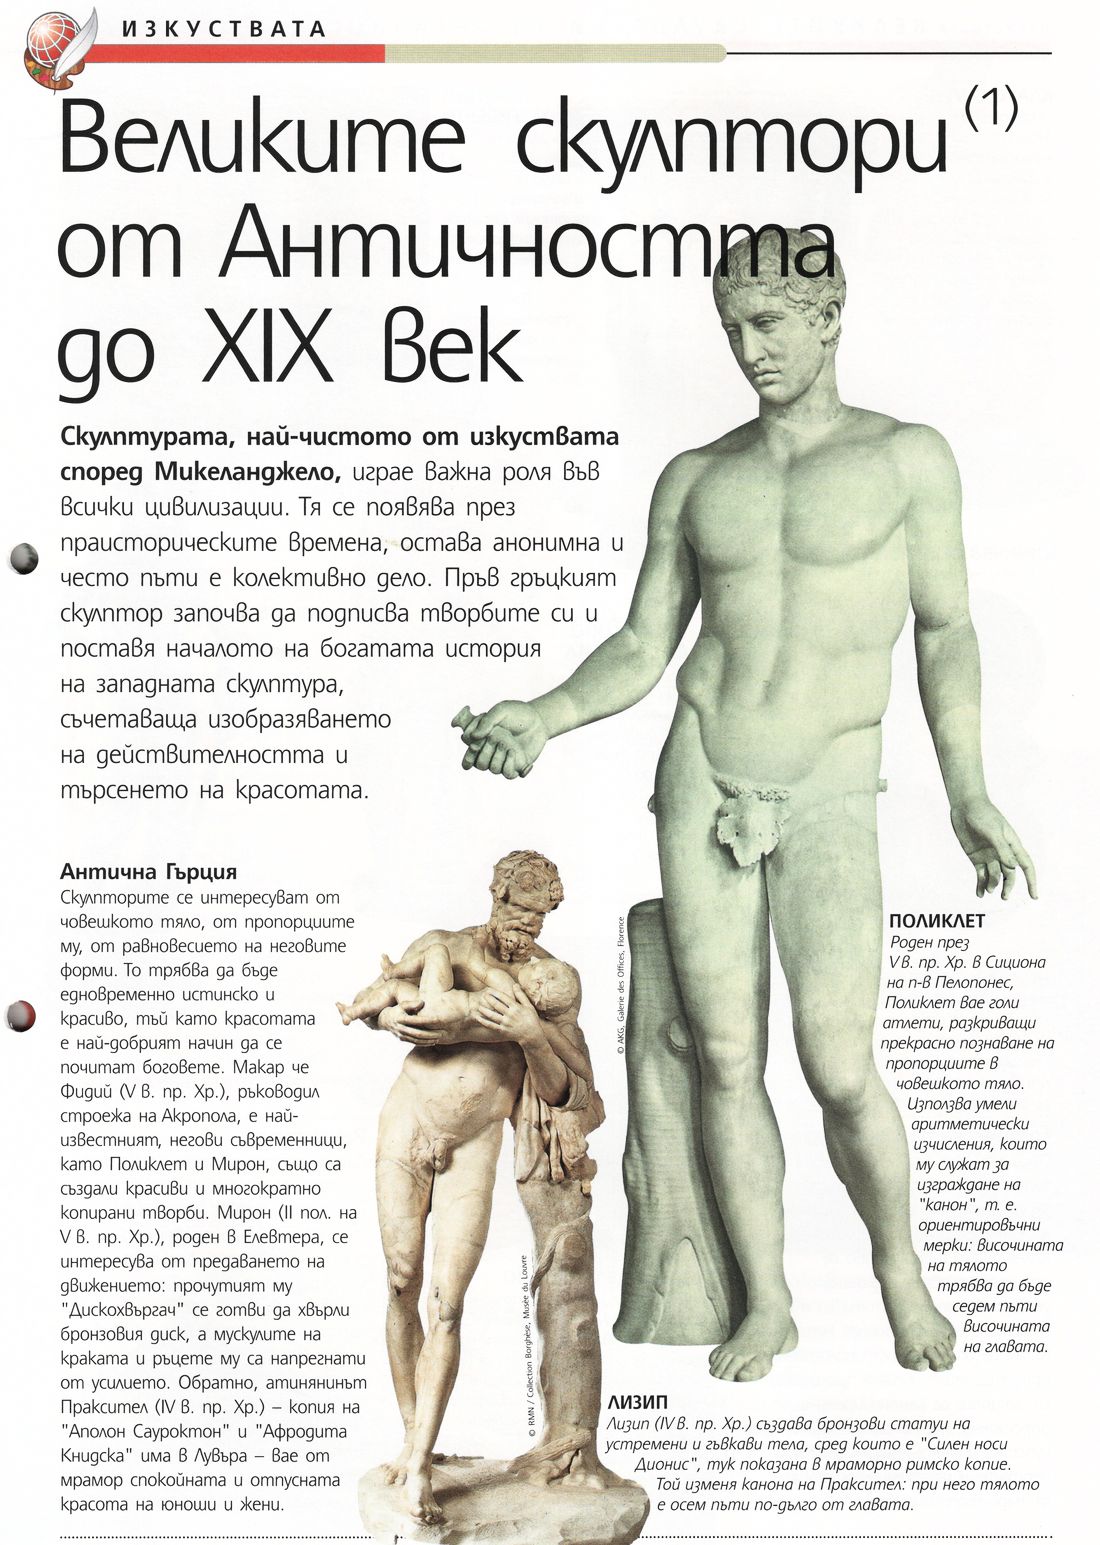 ИЗКУСТВАТА
Великите скулптори (1)
от Античността
до XIX век
Скулптурата, най-чистото от изкуствата
според Микеланджело, играе важна роля във
всички цивилизации. Тя се появява през
праисторическите времена, остава анонимна и
често пъти е колективно дело. Пръв гръцкият
скулптор започва да подписва творбите си и
поставя началото на богатата история
на западната скулптура,
съчетаваща изобразяването
на действителността и
търсенето на красотата.
Антична Гърция
Скулпторите се интересуват от
човешкото тяло, от пропорциите
му, от равновесието на неговите
форми. То трябва да бъде
едновременно истинско и
красиво, тъй като красотата
е най-добрият начин да се
почитат боговете. Макар че
Фидий (V в. пр. Хр.), ръководил
строежа на Акропола, е най-
известният, негови съвременници,
като Поликлет и Мирон, също са
създали красиви и многократно
копирани творби. Мирон (II пол. на
V в. пр. Хр.), роден в Елевтера, се
интересува от предаването на
движението: прочутият му
"Дискохвъргач" се готви да хвърли
бронзовия диск, а мускулите на
краката и ръцете му са напрегнати
от усилието. Обратно, атинянинът
Праксител (IV в. пр. Хр.) – копия на
"Аполон Сауроктон" и "Афродита
Книдска" има в Лувъра – вае от
мрамор спокойната и отпусната
красота на юноши и жени.
© RMN / Collection Borghèse, Musée du Louvre
© AKG, Galerie des Offices, Florence
ПОЛИКЛЕТ
Роден през
V в. пр. Хр. в Сициона
на п-в Пелопонес,
Поликлет вае голи
атлети, разкриващи
прекрасно познаване на
пропорциите в
човешкото тяло.
Използва умели
аритметически
изчисления, които
му служат за
изграждане на
"канон", т. е.
ориентировъчни
мерки: височината
на тялото
трябва да бъде
седем пъти
височината
на главата.
ЛИЗИП
Лизип (IV в. пр. Хр.) създава бронзови статуи на
устремени и гъвкави тела, сред които е "Силен носи
Дионис", тук показана в мраморно римско копие.
Той изменя канона на Праксител: при него тялото
е осем пъти по-дълго от главата.